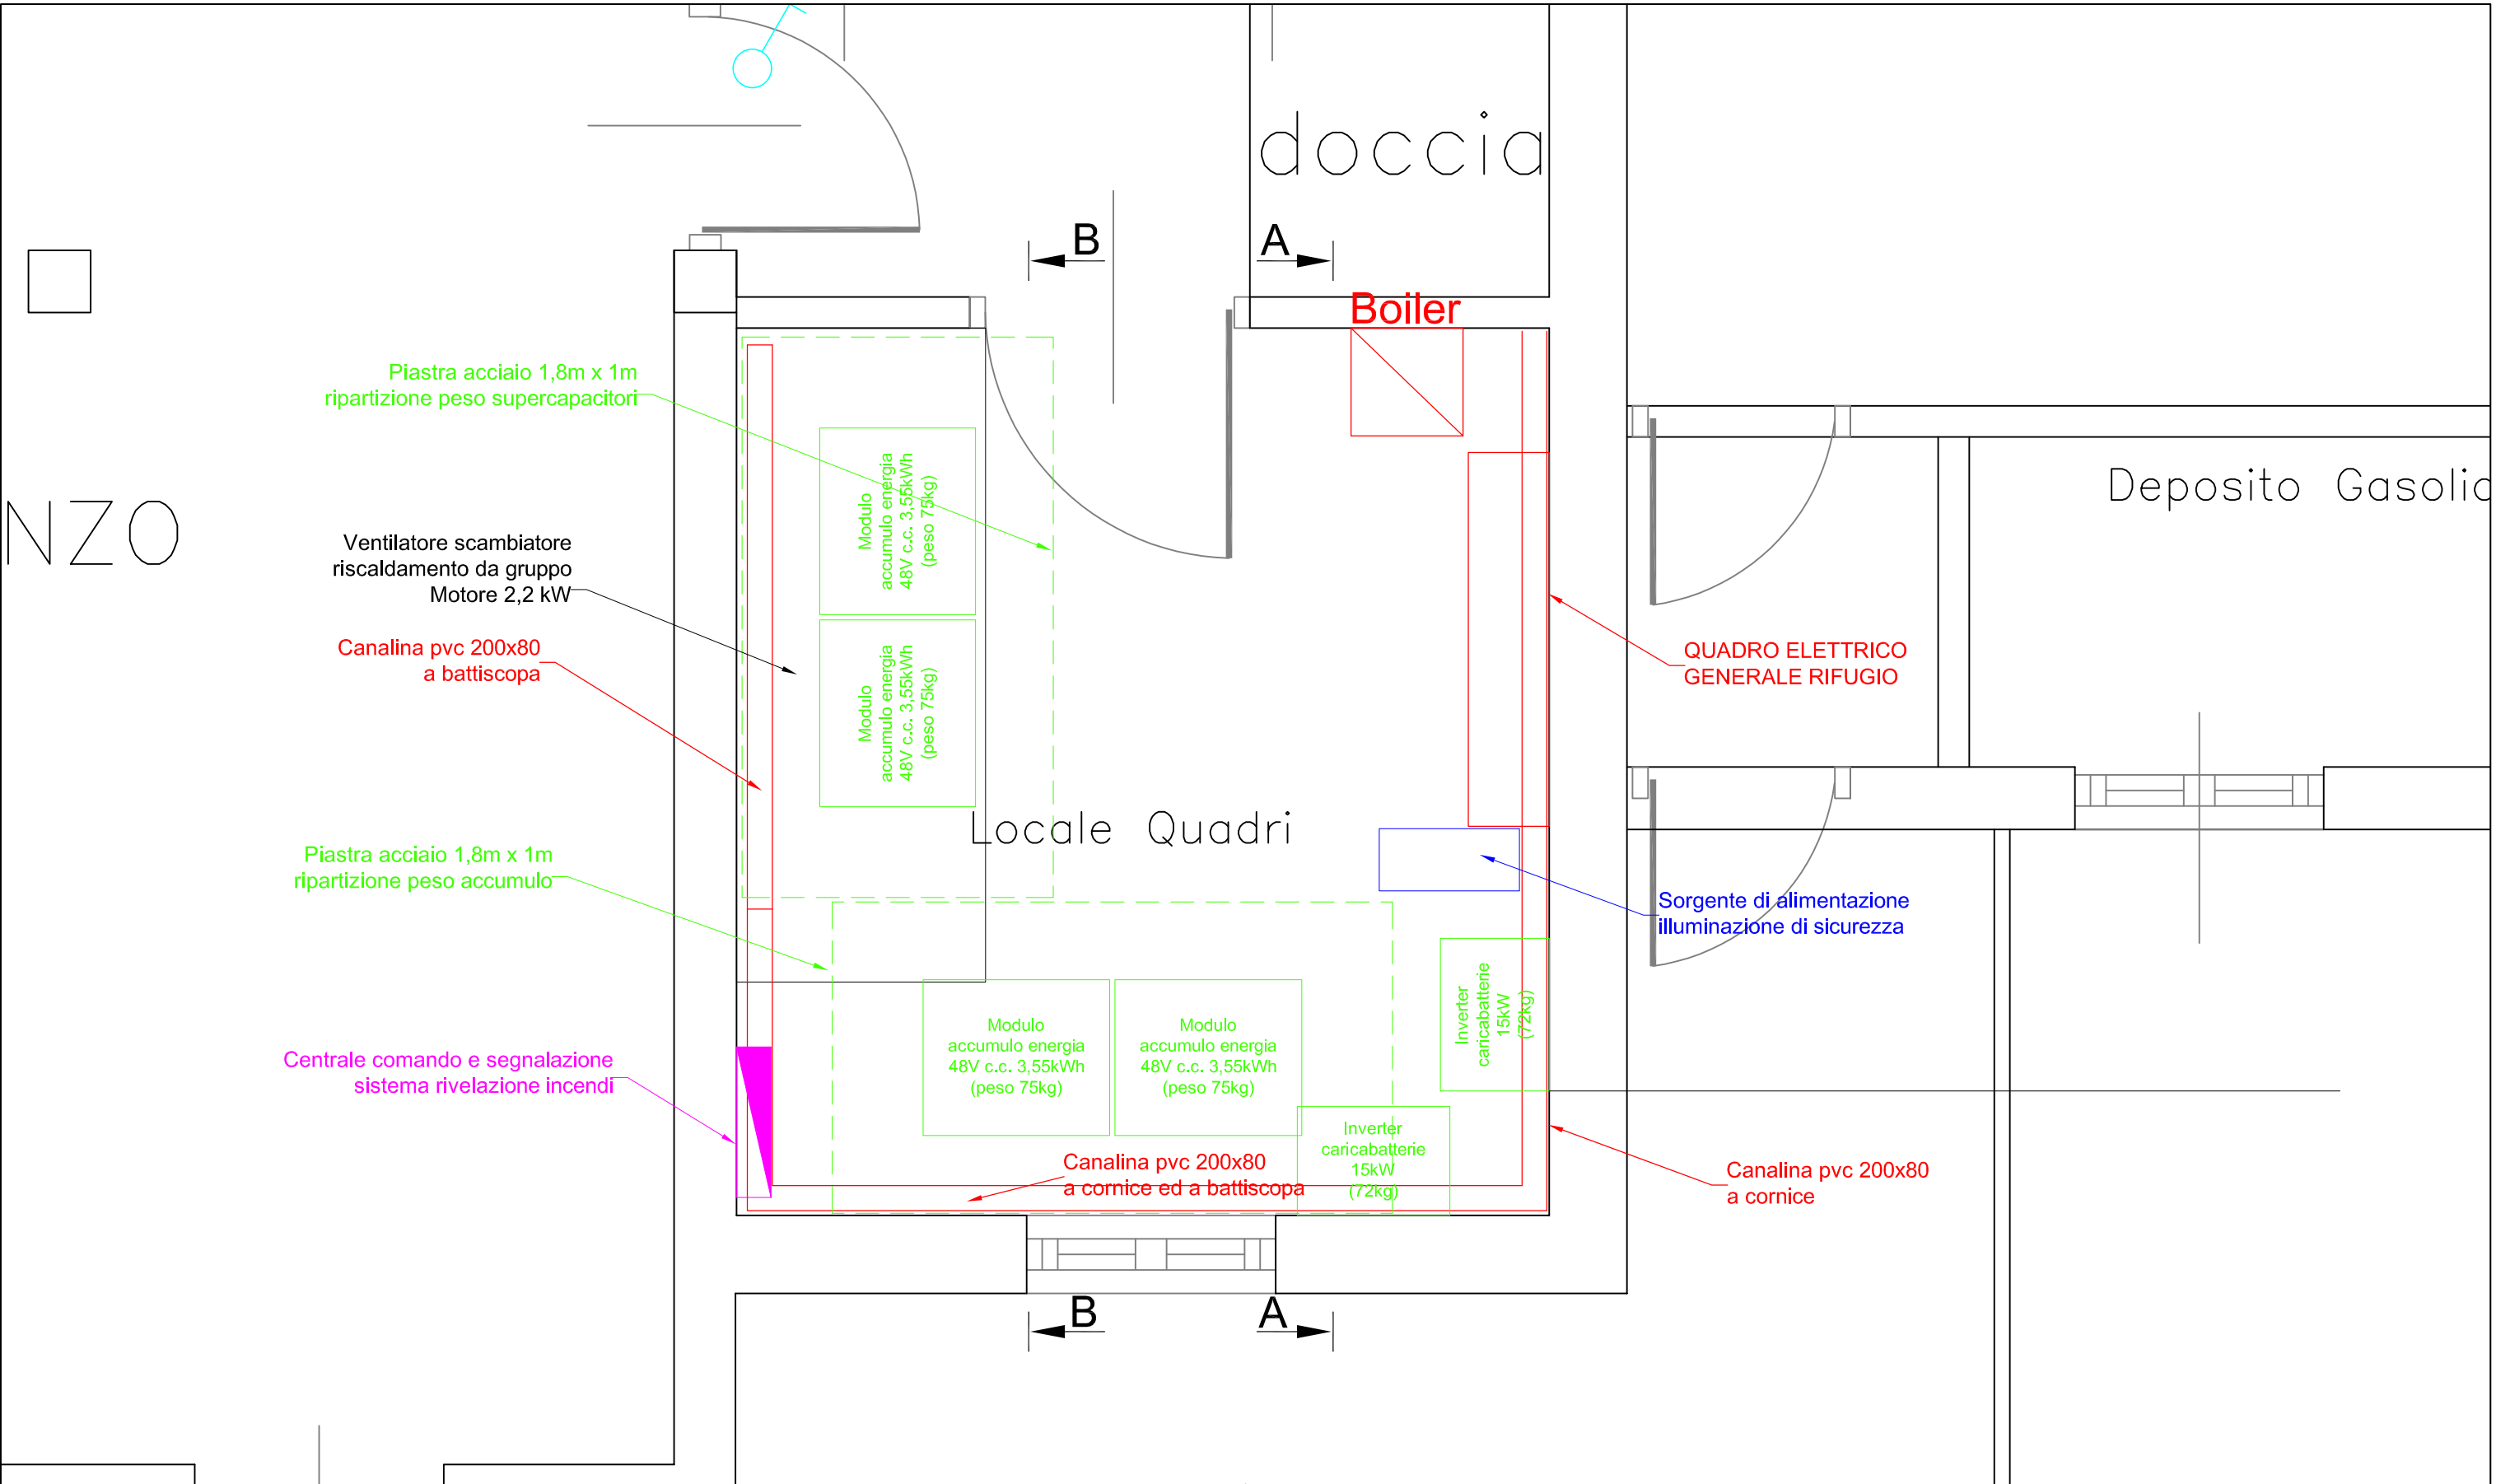 doccia
B
A
Boiler
Piastra acciaio 1,8m x 1m
ripartizione peso supercapacitori
Modulo
accumulo energia
48V c.c. 3,55kWh
(peso 75kg)
Deposito Gasolio
NZO
Ventilatore scambiatore
riscaldamento da gruppo
Motore 2,2 kW
Canalina pvc 200x80
a battiscopa
Modulo
accumulo energia
48V c.c. 3,55kWh
(peso 75kg)
QUADRO ELETTRICO
GENERALE RIFUGIO
Locale Quadri
Piastra acciaio 1,8m x 1m
ripartizione peso accumulo
Sorgente di alimentazione
illuminazione di sicurezza
Inverter
caricabatterie
15kW
(72kg)
Modulo
accumulo energia
48V c.c. 3,55kWh
(peso 75kg)
Modulo
accumulo energia
48V c.c. 3,55kWh
(peso 75kg)
Centrale comando e segnalazione
sistema rivelazione incendi
Inverter
caricabatterie
15kW
(72kg)
Canalina pvc 200x80
a cornice ed a battiscopa
Canalina pvc 200x80
a cornice
B
A